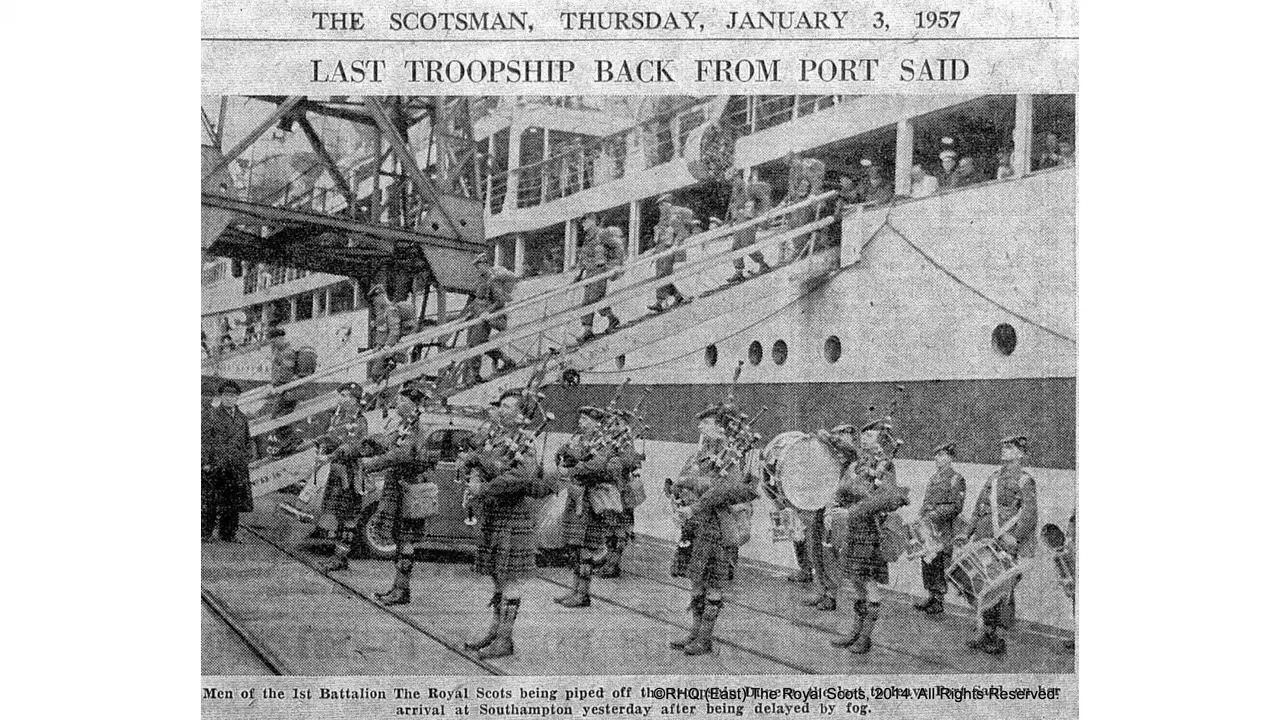 THE SCOTSMAN, THURSDAY, JANUARY 3, 1957
LAST TROOPSHIP BACK FROM PORT SAID
Men of the 1st Battalion The Royal Scots being piped off the
©RHQ(East) The Royal Scots, 2014. All Rights Reserved!
arrival at Southampton yesterday after being delayed by fog.